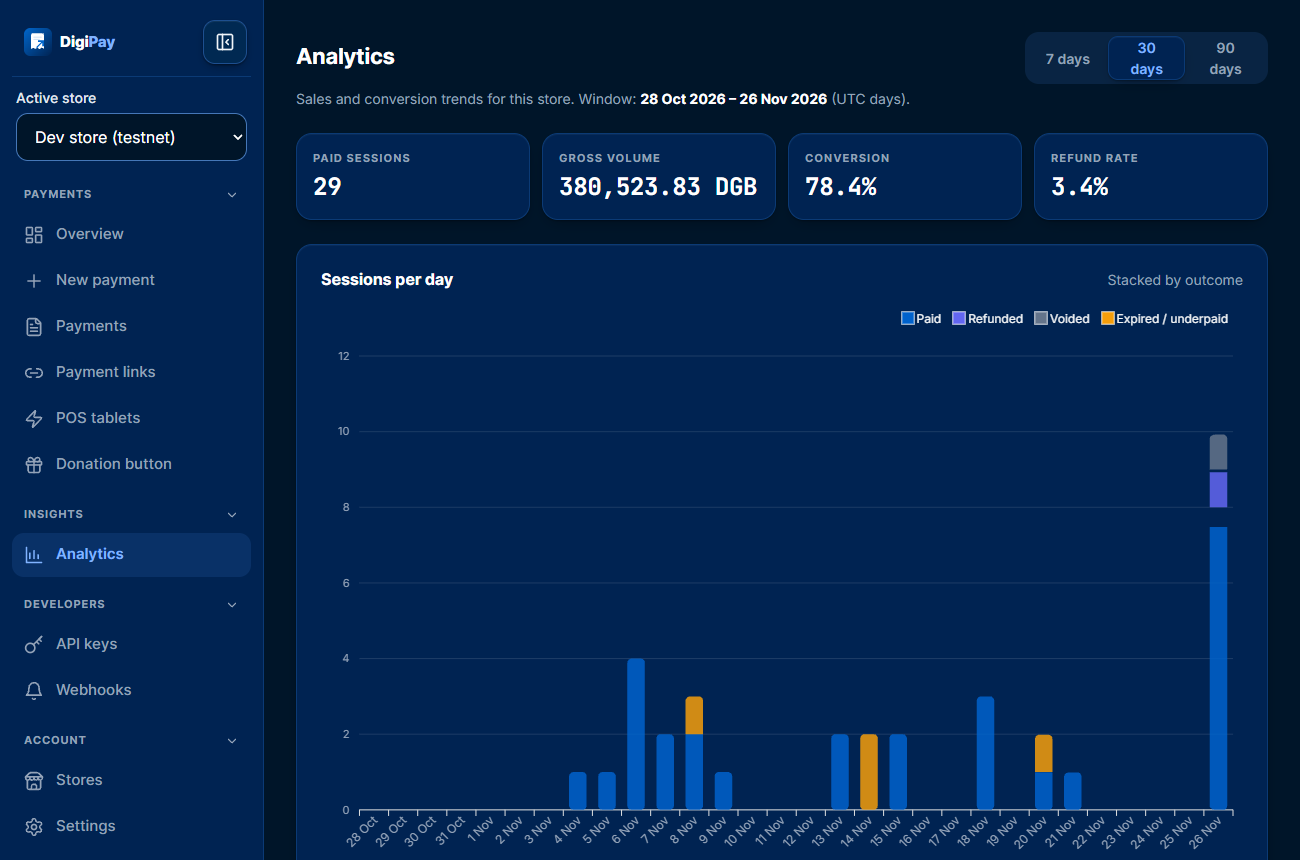 DigiPay
Active store
Dev store (testnet)
PAYMENTS
Overview
New payment
Payments
Payment links
POS tablets
Donation button
INSIGHTS
Analytics
DEVELOPERS
API keys
Webhooks
ACCOUNT
Stores
Settings
Analytics
7 days
30 days
90 days
Sales and conversion trends for this store. Window: 28 Oct 2026 – 26 Nov 2026 (UTC days).
PAID SESSIONS
29
GROSS VOLUME
380,523.83 DGB
CONVERSION
78.4%
REFUND RATE
3.4%
Sessions per day
Stacked by outcome
Paid Refunded Voided Expired / underpaid
12
10
8
6
4
2
0
28 Oct 29 Oct 30 Oct 31 Oct 1 Nov 2 Nov 3 Nov 4 Nov 5 Nov 6 Nov 7 Nov 8 Nov 9 Nov 10 Nov 11 Nov 12 Nov 13 Nov 14 Nov 15 Nov 16 Nov 17 Nov 18 Nov 19 Nov 20 Nov 21 Nov 22 Nov 23 Nov 24 Nov 25 Nov 26 Nov